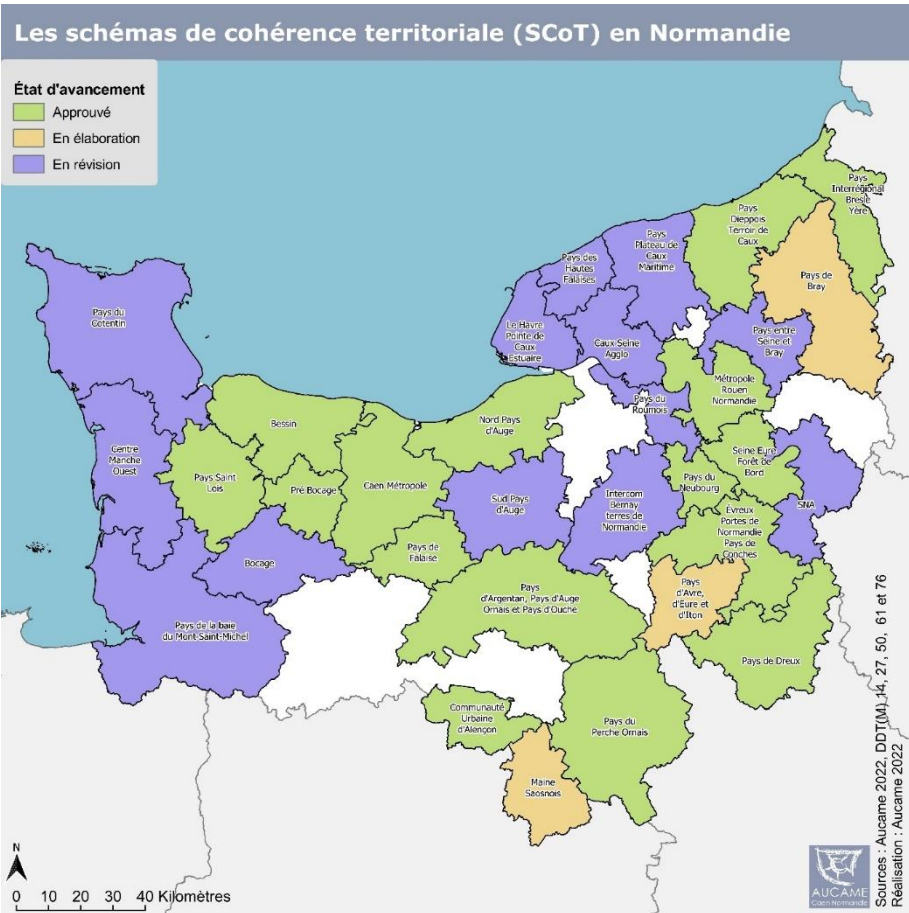 Les schémas de cohérence territoriale (SCoT) en Normandie
État d'avancement
Approuvé
En élaboration
En révision
Pays
Interrégional
Bresle
Yère
Pays
Dieppois
Terroir de
Caux
Pays
Plateau de
Caux
Maritime
Pays des
Hautes
Falaises
Pays de
Bray
Pays du
Cotentin
Le Havre
Pointe de
Caux
Estuaire
Caux Seine
Agglo
Pays entre
Seine et
Bray
Métropole
Rouen
Normandie
Pays du
Roumois
Nord Pays
d'Auge
Bessin
Centre
Manche
Ouest
Pays Saint
Lois
Pré Bocage
Caen Métropole
Sud Pays
d'Auge
Intercom
Bernay
terres de
Normandie
Pays du
Neubourg
Seine Eure
Forêt de
Bord
SNA
Évreux
Portes de
Normandie
Pays de
Conches
Pays de
Falaise
Bocage
Pays
d'Argentan, Pays d'Auge
Ornais et Pays d'Ouche
Pays
d'Avre,
d'Eure et
d'Iton
Pays de la baie
du Mont-Saint-Michel
Pays de Dreux
Communauté
Urbaine
d'Alençon
Pays du
Perche Ornais
Maine
Saosnois
N
0 10 20 30 40 Kilomètres
AUCAME
Caen Normandie
Sources : Aucame 2022, DDT(M) 14, 27, 50, 61 et 76
Réalisation : Aucame 2022